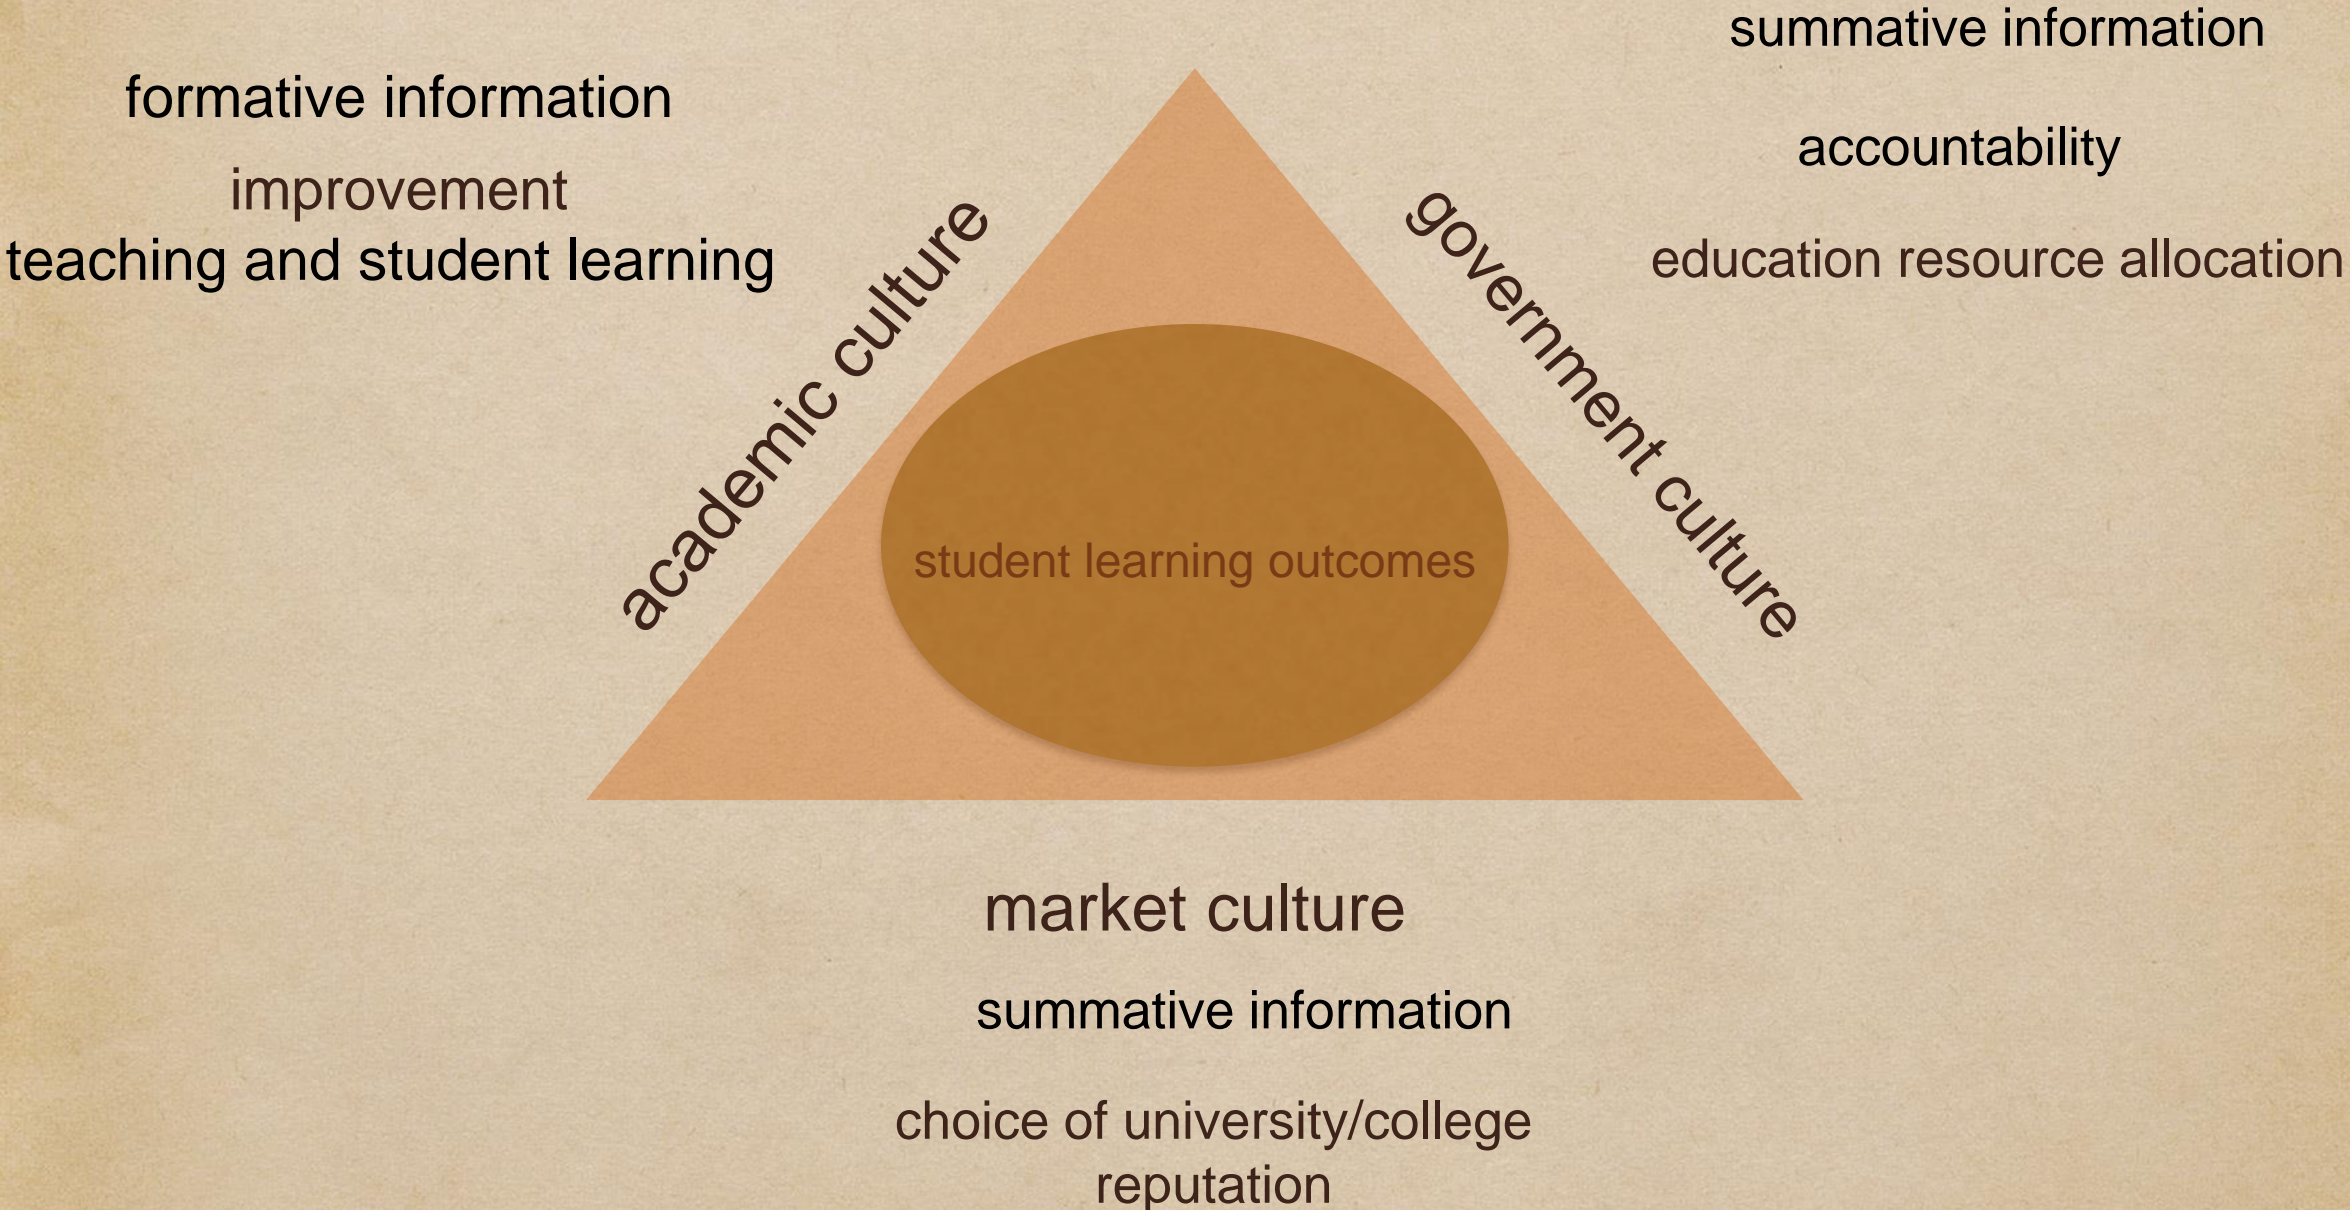 formative information
improvement
teaching and student learning
academic culture
summative information
accountability
education resource allocation
government culture
student learning outcomes
market culture
summative information
choice of university/college
reputation